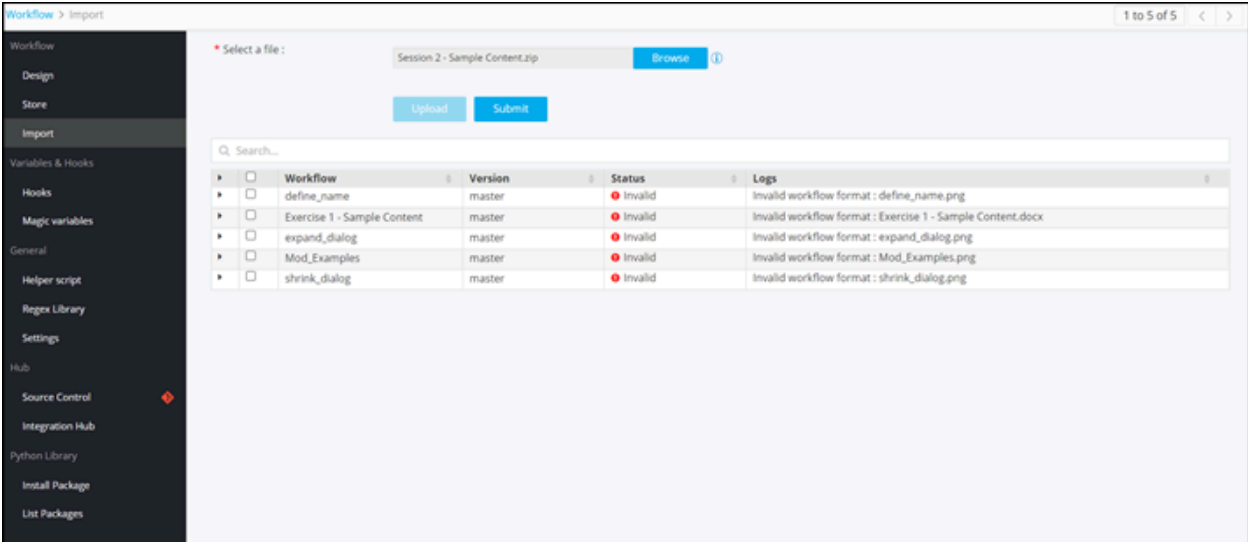 Workflow > Import
1 to 5 of 5 < >
Workflow
Design
Store
Import
Variables & Hooks
Hooks
Magic variables
General
Helper script
Regex Library
Settings
Hub
Source Control
Integration Hub
Python Library
Install Package
List Packages
* Select a file :
Session 2 - Sample Content.zip
Browse
Upload
Submit
Search...
Workflow Version Status Logs
define_name master Invalid Invalid workflow format : define_name.png
Exercise 1 - Sample Content master Invalid Invalid workflow format : Exercise 1 - Sample Content.docx
expand_dialog master Invalid Invalid workflow format : expand_dialog.png
Mod_Examples master Invalid Invalid workflow format : Mod_Examples.png
shrink_dialog master Invalid Invalid workflow format : shrink_dialog.png